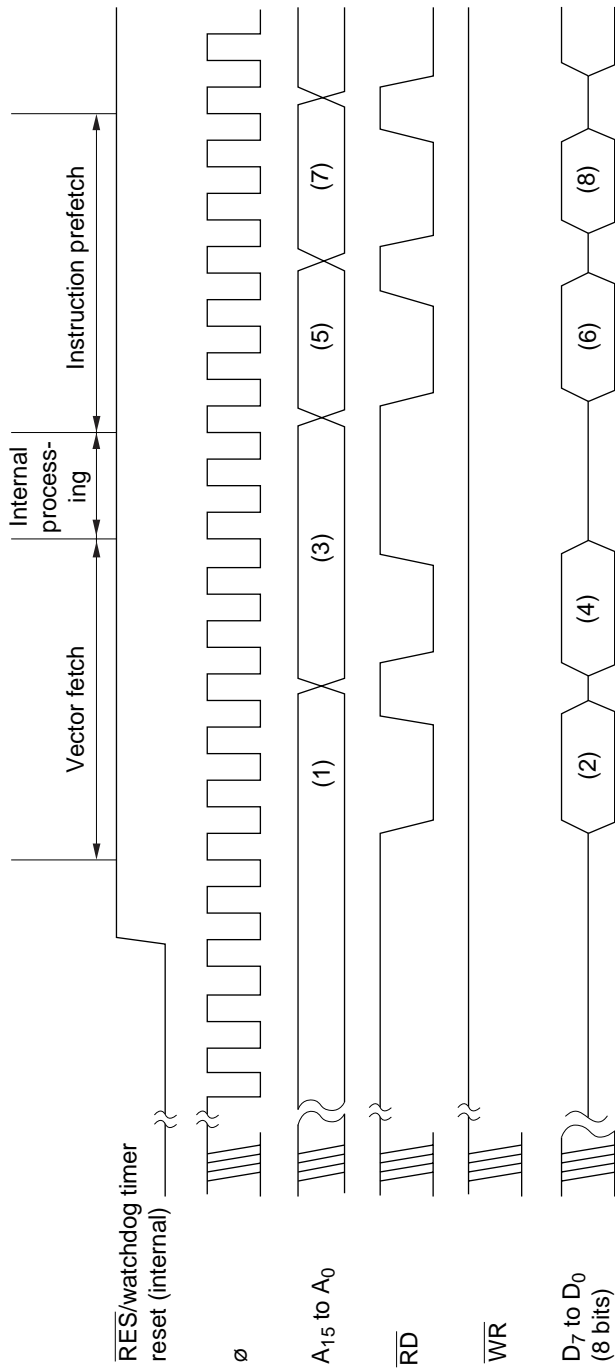 Vector fetch
Internal
process-
ing
Instruction prefetch
RES/watchdog timer
reset (internal)
ø
A15 to A0
(1)
(3)
(5)
(7)
RD
WR
D7 to D0
(8 bits)
(2)
(4)
(6)
(8)